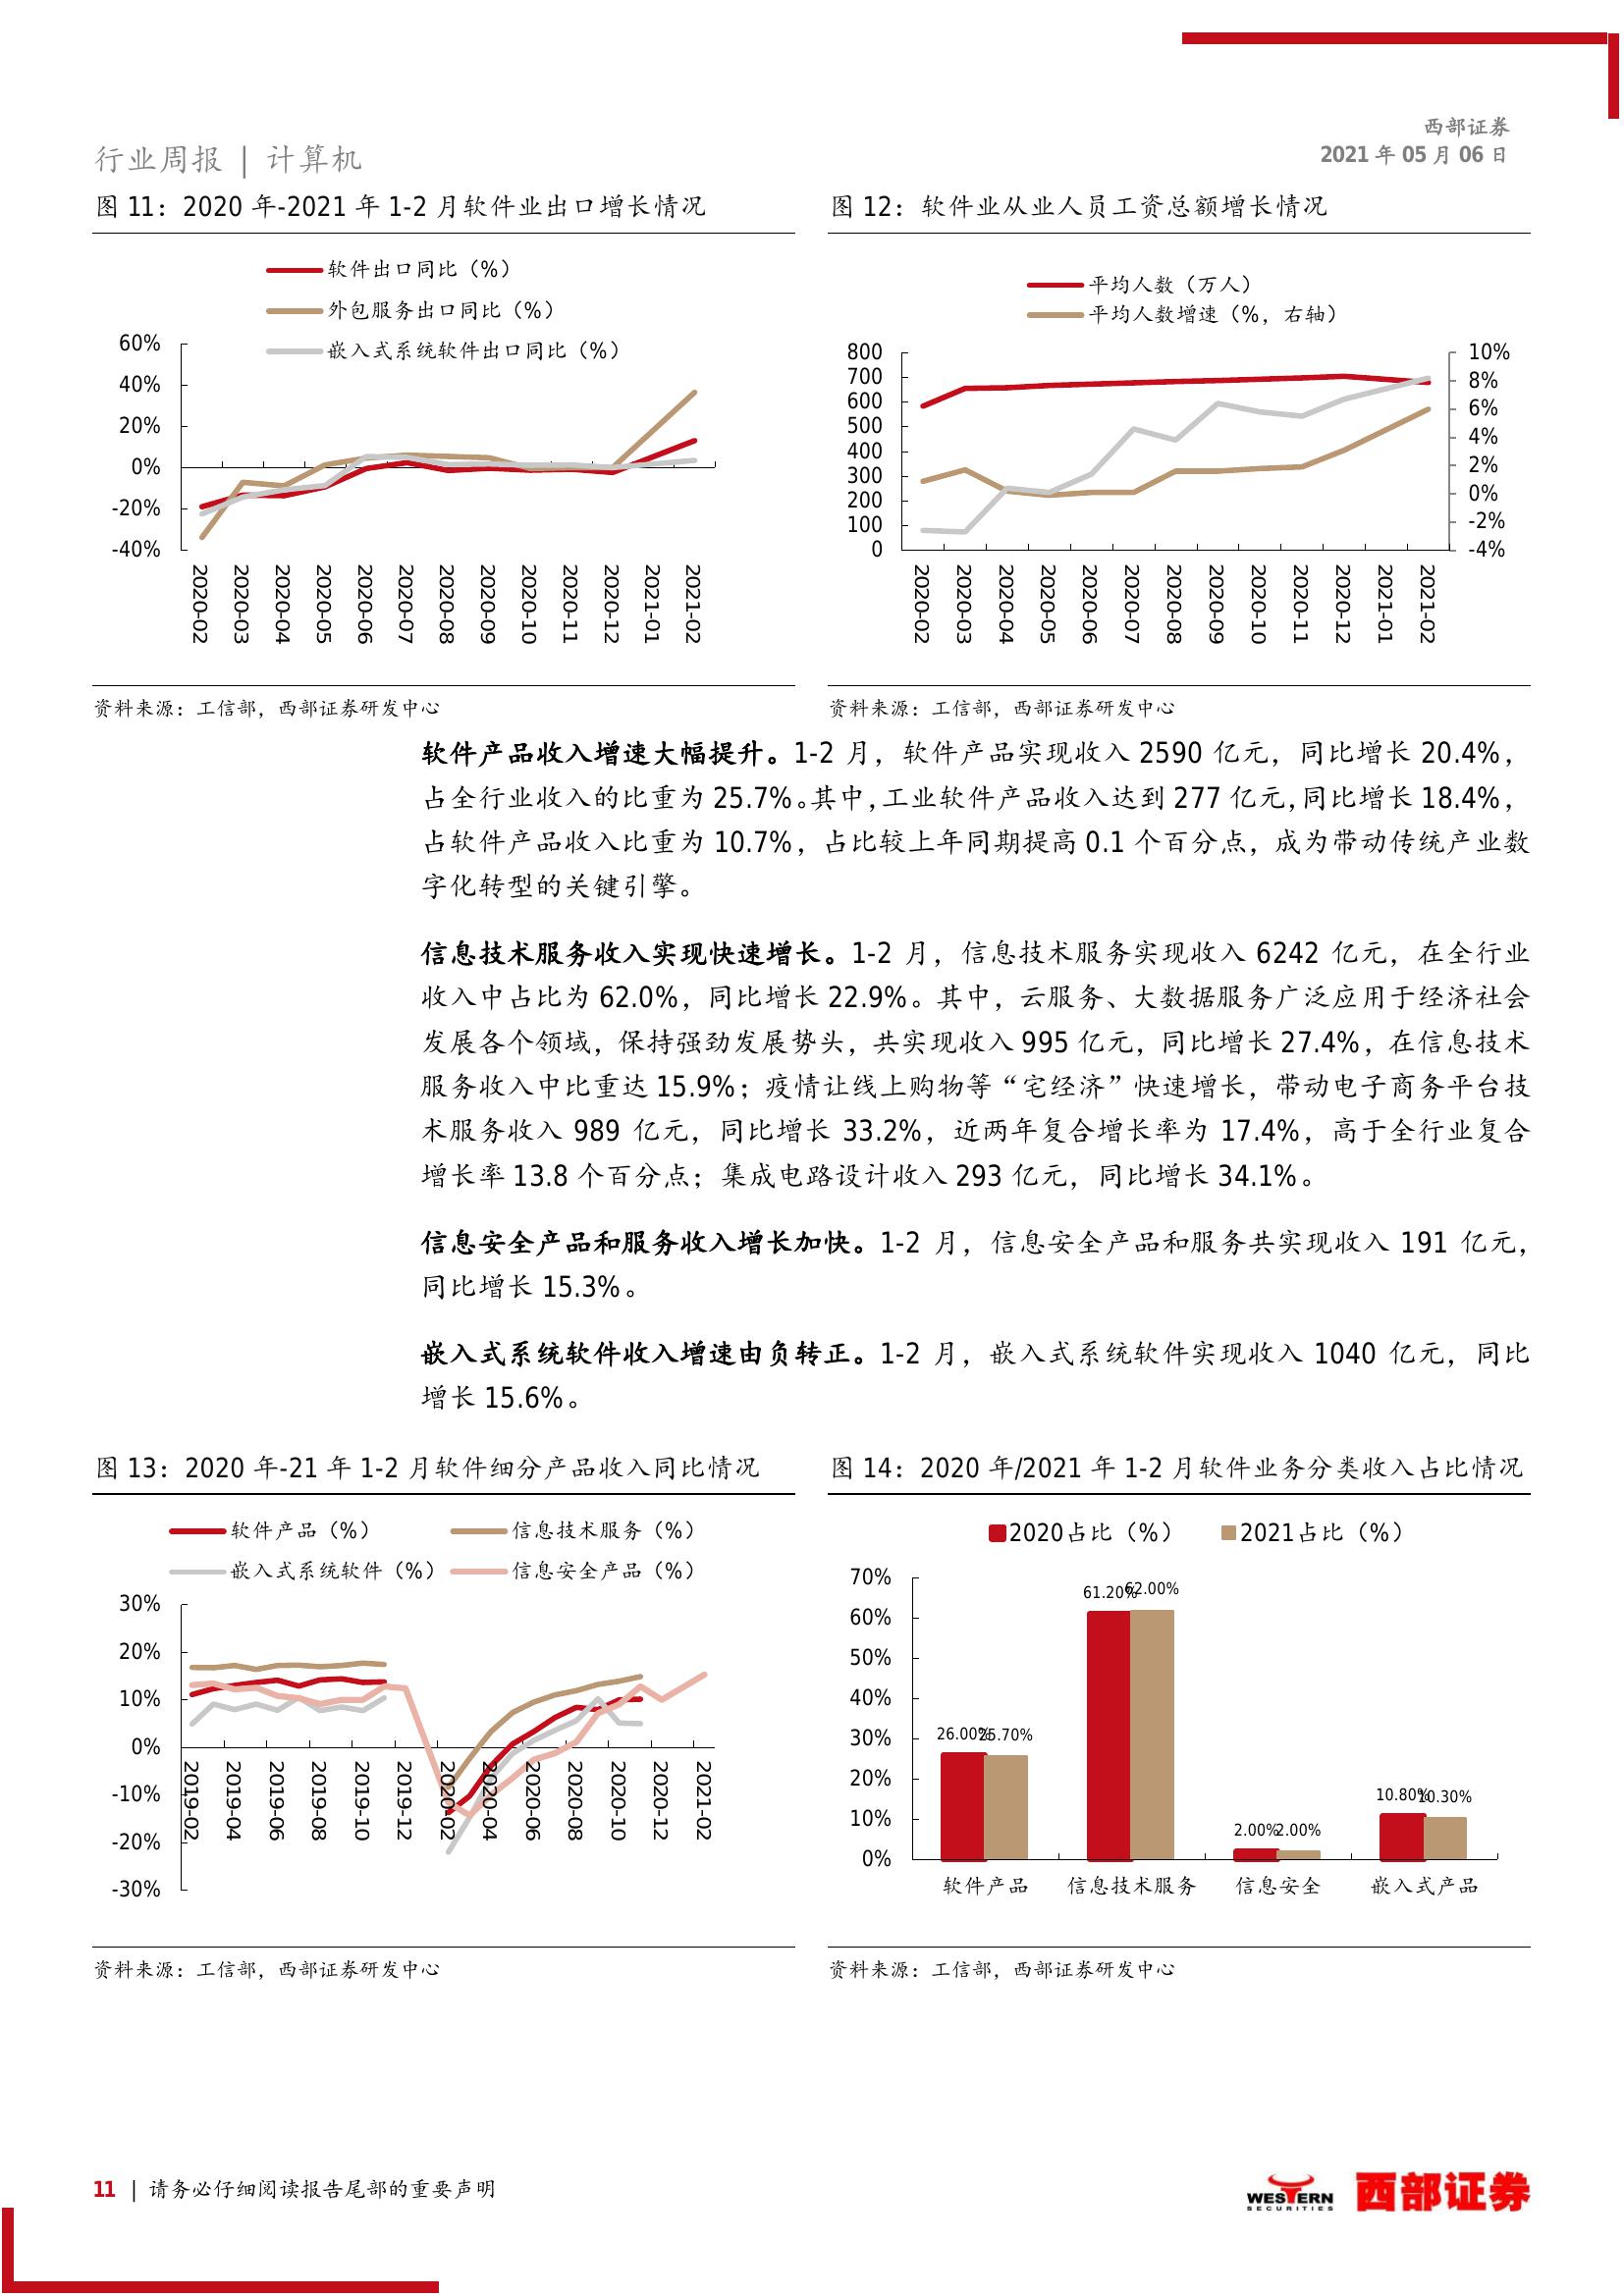 西部证券
2021 年 05 月 06 日
行业周报 | 计算机
图 11：2020 年-2021 年 1-2 月软件业出口增长情况
软件出口同比（%）
外包服务出口同比（%）
嵌入式系统软件出口同比（%）
60%
40%
20%
0%
-20%
-40%
2020-02
2020-03
2020-04
2020-05
2020-06
2020-07
2020-08
2020-09
2020-10
2020-11
2020-12
2021-01
2021-02
资料来源：工信部，西部证券研发中心
图 12：软件业从业人员工资总额增长情况
平均人数（万人）
平均人数增速（%，右轴）
800
700
600
500
400
300
200
100
0
10%
8%
6%
4%
2%
0%
-2%
-4%
2020-02
2020-03
2020-04
2020-05
2020-06
2020-07
2020-08
2020-09
2020-10
2020-11
2020-12
2021-01
2021-02
资料来源：工信部，西部证券研发中心
软件产品收入增速大幅提升。1-2 月，软件产品实现收入 2590 亿元，同比增长 20.4%，
占全行业收入的比重为 25.7%。其中，工业软件产品收入达到 277 亿元，同比增长 18.4%，
占软件产品收入比重为 10.7%，占比较上年同期提高 0.1 个百分点，成为带动传统产业数
字化转型的关键引擎。
信息技术服务收入实现快速增长。1-2 月，信息技术服务实现收入 6242 亿元，在全行业
收入中占比为 62.0%，同比增长 22.9%。其中，云服务、大数据服务广泛应用于经济社会
发展各个领域，保持强劲发展势头，共实现收入 995 亿元，同比增长 27.4%，在信息技术
服务收入中比重达 15.9%；疫情让线上购物等“宅经济”快速增长，带动电子商务平台技
术服务收入 989 亿元，同比增长 33.2%，近两年复合增长率为 17.4%，高于全行业复合
增长率 13.8 个百分点；集成电路设计收入 293 亿元，同比增长 34.1%。
信息安全产品和服务收入增长加快。1-2 月，信息安全产品和服务共实现收入 191 亿元，
同比增长 15.3%。
嵌入式系统软件收入增速由负转正。1-2 月，嵌入式系统软件实现收入 1040 亿元，同比
增长 15.6%。
图 13：2020 年-21 年 1-2 月软件细分产品收入同比情况
软件产品（%）
信息技术服务（%）
嵌入式系统软件（%）
信息安全产品（%）
30%
20%
10%
0%
-10%
-20%
-30%
2019-02
2019-04
2019-06
2019-08
2019-10
2019-12
2020-02
2020-04
2020-06
2020-08
2020-10
2020-12
2021-02
资料来源：工信部，西部证券研发中心
图 14：2020 年/2021 年 1-2 月软件业务分类收入占比情况
2020占比（%）
2021占比（%）
70%
60%
50%
40%
30%
20%
10%
0%
26.00%
25.70%
61.20%
62.00%
2.00%
2.00%
10.80%
10.30%
软件产品
信息技术服务
信息安全
嵌入式产品
资料来源：工信部，西部证券研发中心
11 | 请务必仔细阅读报告尾部的重要声明
WESTERN
SECURITIES
西部证券